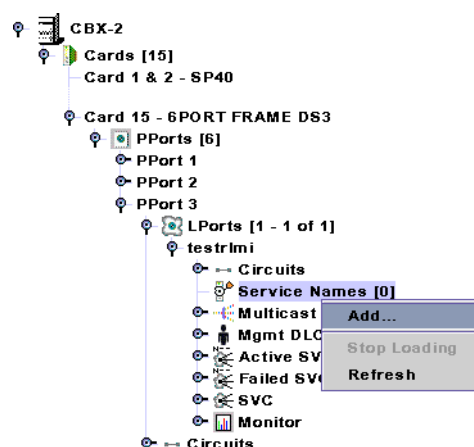 CBX-2
Cards [15]
Card 1 & 2 - SP40
Card 15 - 6PORT FRAME DS3
PPorts [6]
PPort 1
PPort 2
PPort 3
LPorts [1 - 1 of 1]
testrlmi
Circuits
Service Names [0]
Multicast
Mgmt DLC
Active SV
Failed SV
SVC
Monitor
Circuits
Add...
Stop Loading
Refresh